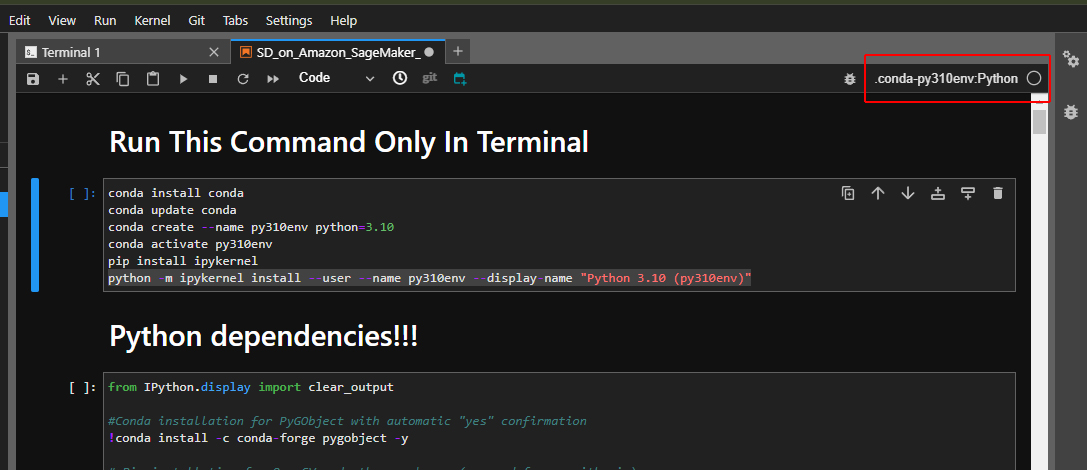 Edit View Run Kernel Git Tabs Settings Help
Terminal 1
SD_on_Amazon_SageMaker_
Code
git
.conda-py310env:Python
Run This Command Only In Terminal
[ ]:
conda install conda
conda update conda
conda create --name py310env python=3.10
conda activate py310env
pip install ipykernel
python -m ipykernel install --user --name py310env --display-name "Python 3.10 (py310env)"
Python dependencies!!!
[ ]:
from IPython.display import clear_output
#Conda installation for PyGObject with automatic "yes" confirmation
!conda install -c conda-forge pygobject -y